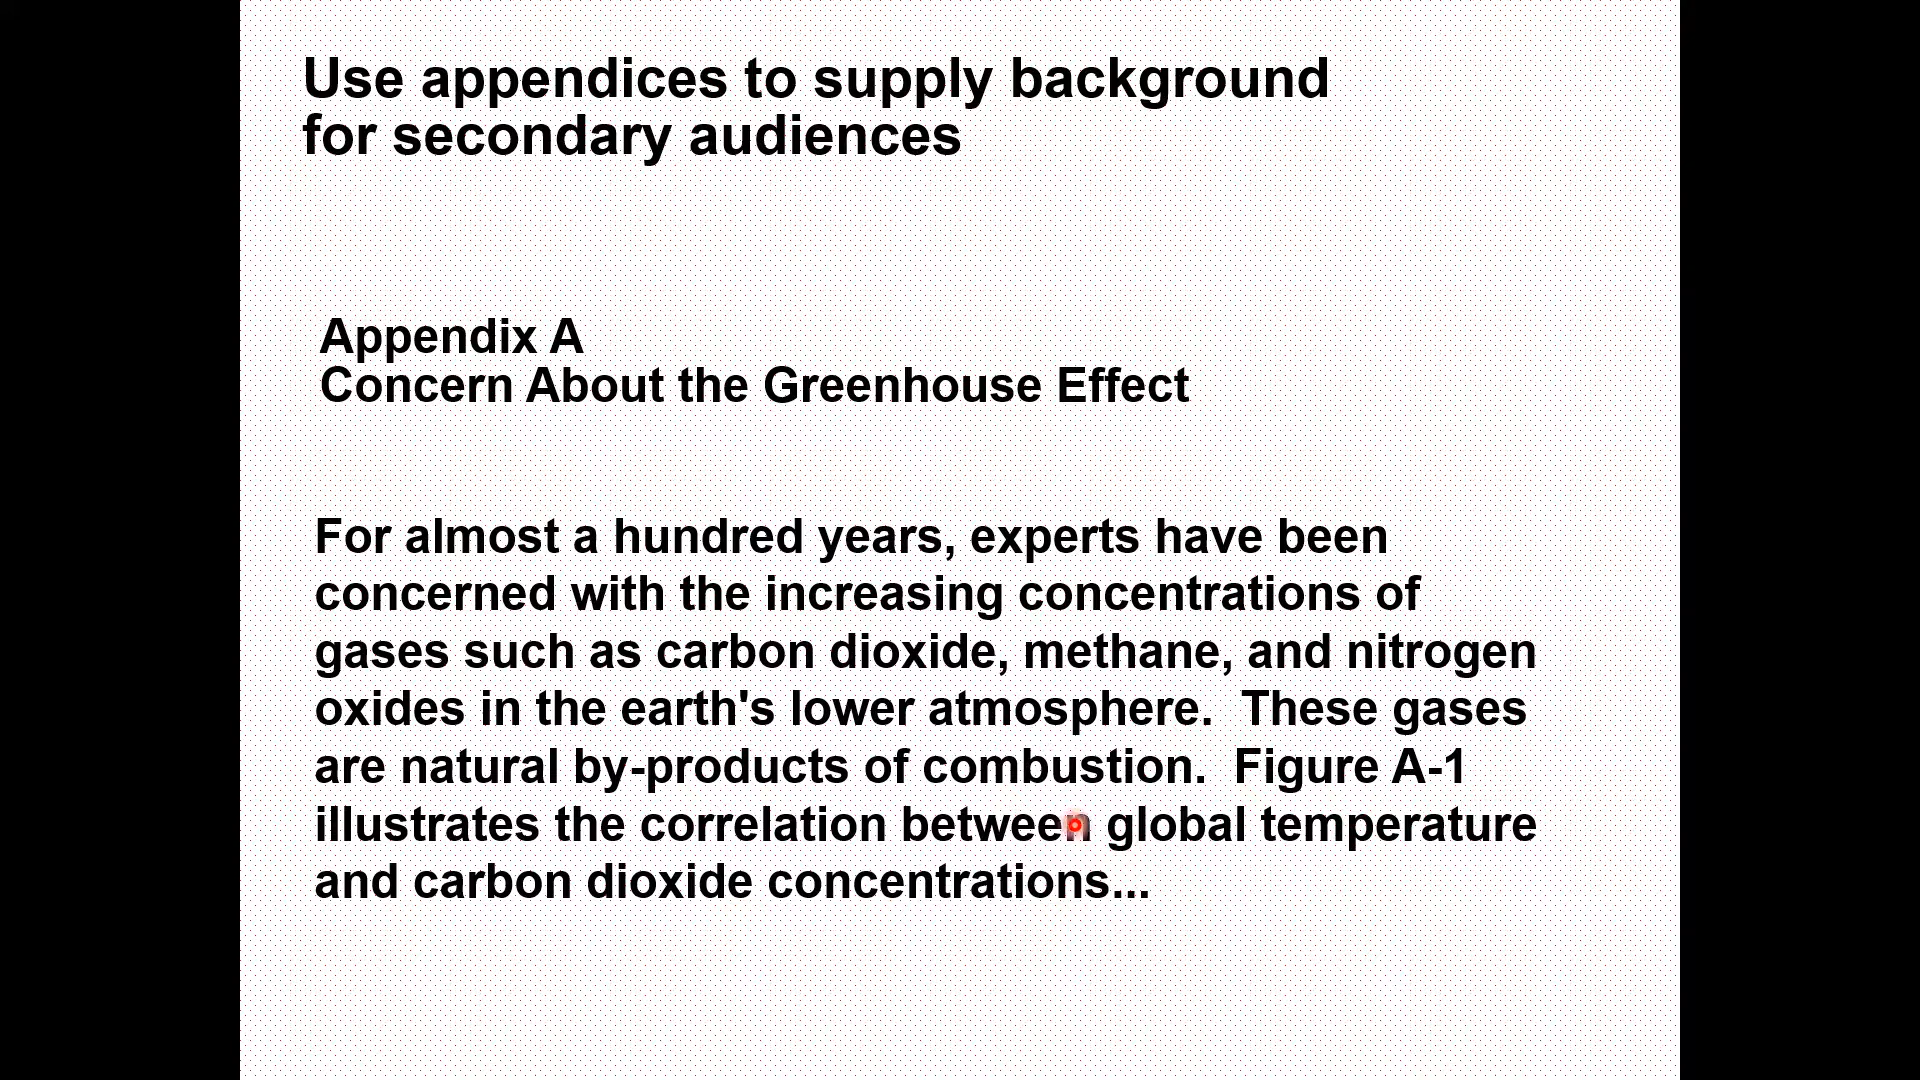 Use appendices to supply background
for secondary audiences
Appendix A
Concern About the Greenhouse Effect
For almost a hundred years, experts have been
concerned with the increasing concentrations of
gases such as carbon dioxide, methane, and nitrogen
oxides in the earth's lower atmosphere.  These gases
are natural by-products of combustion.  Figure A-1
illustrates the correlation between global temperature
and carbon dioxide concentrations...